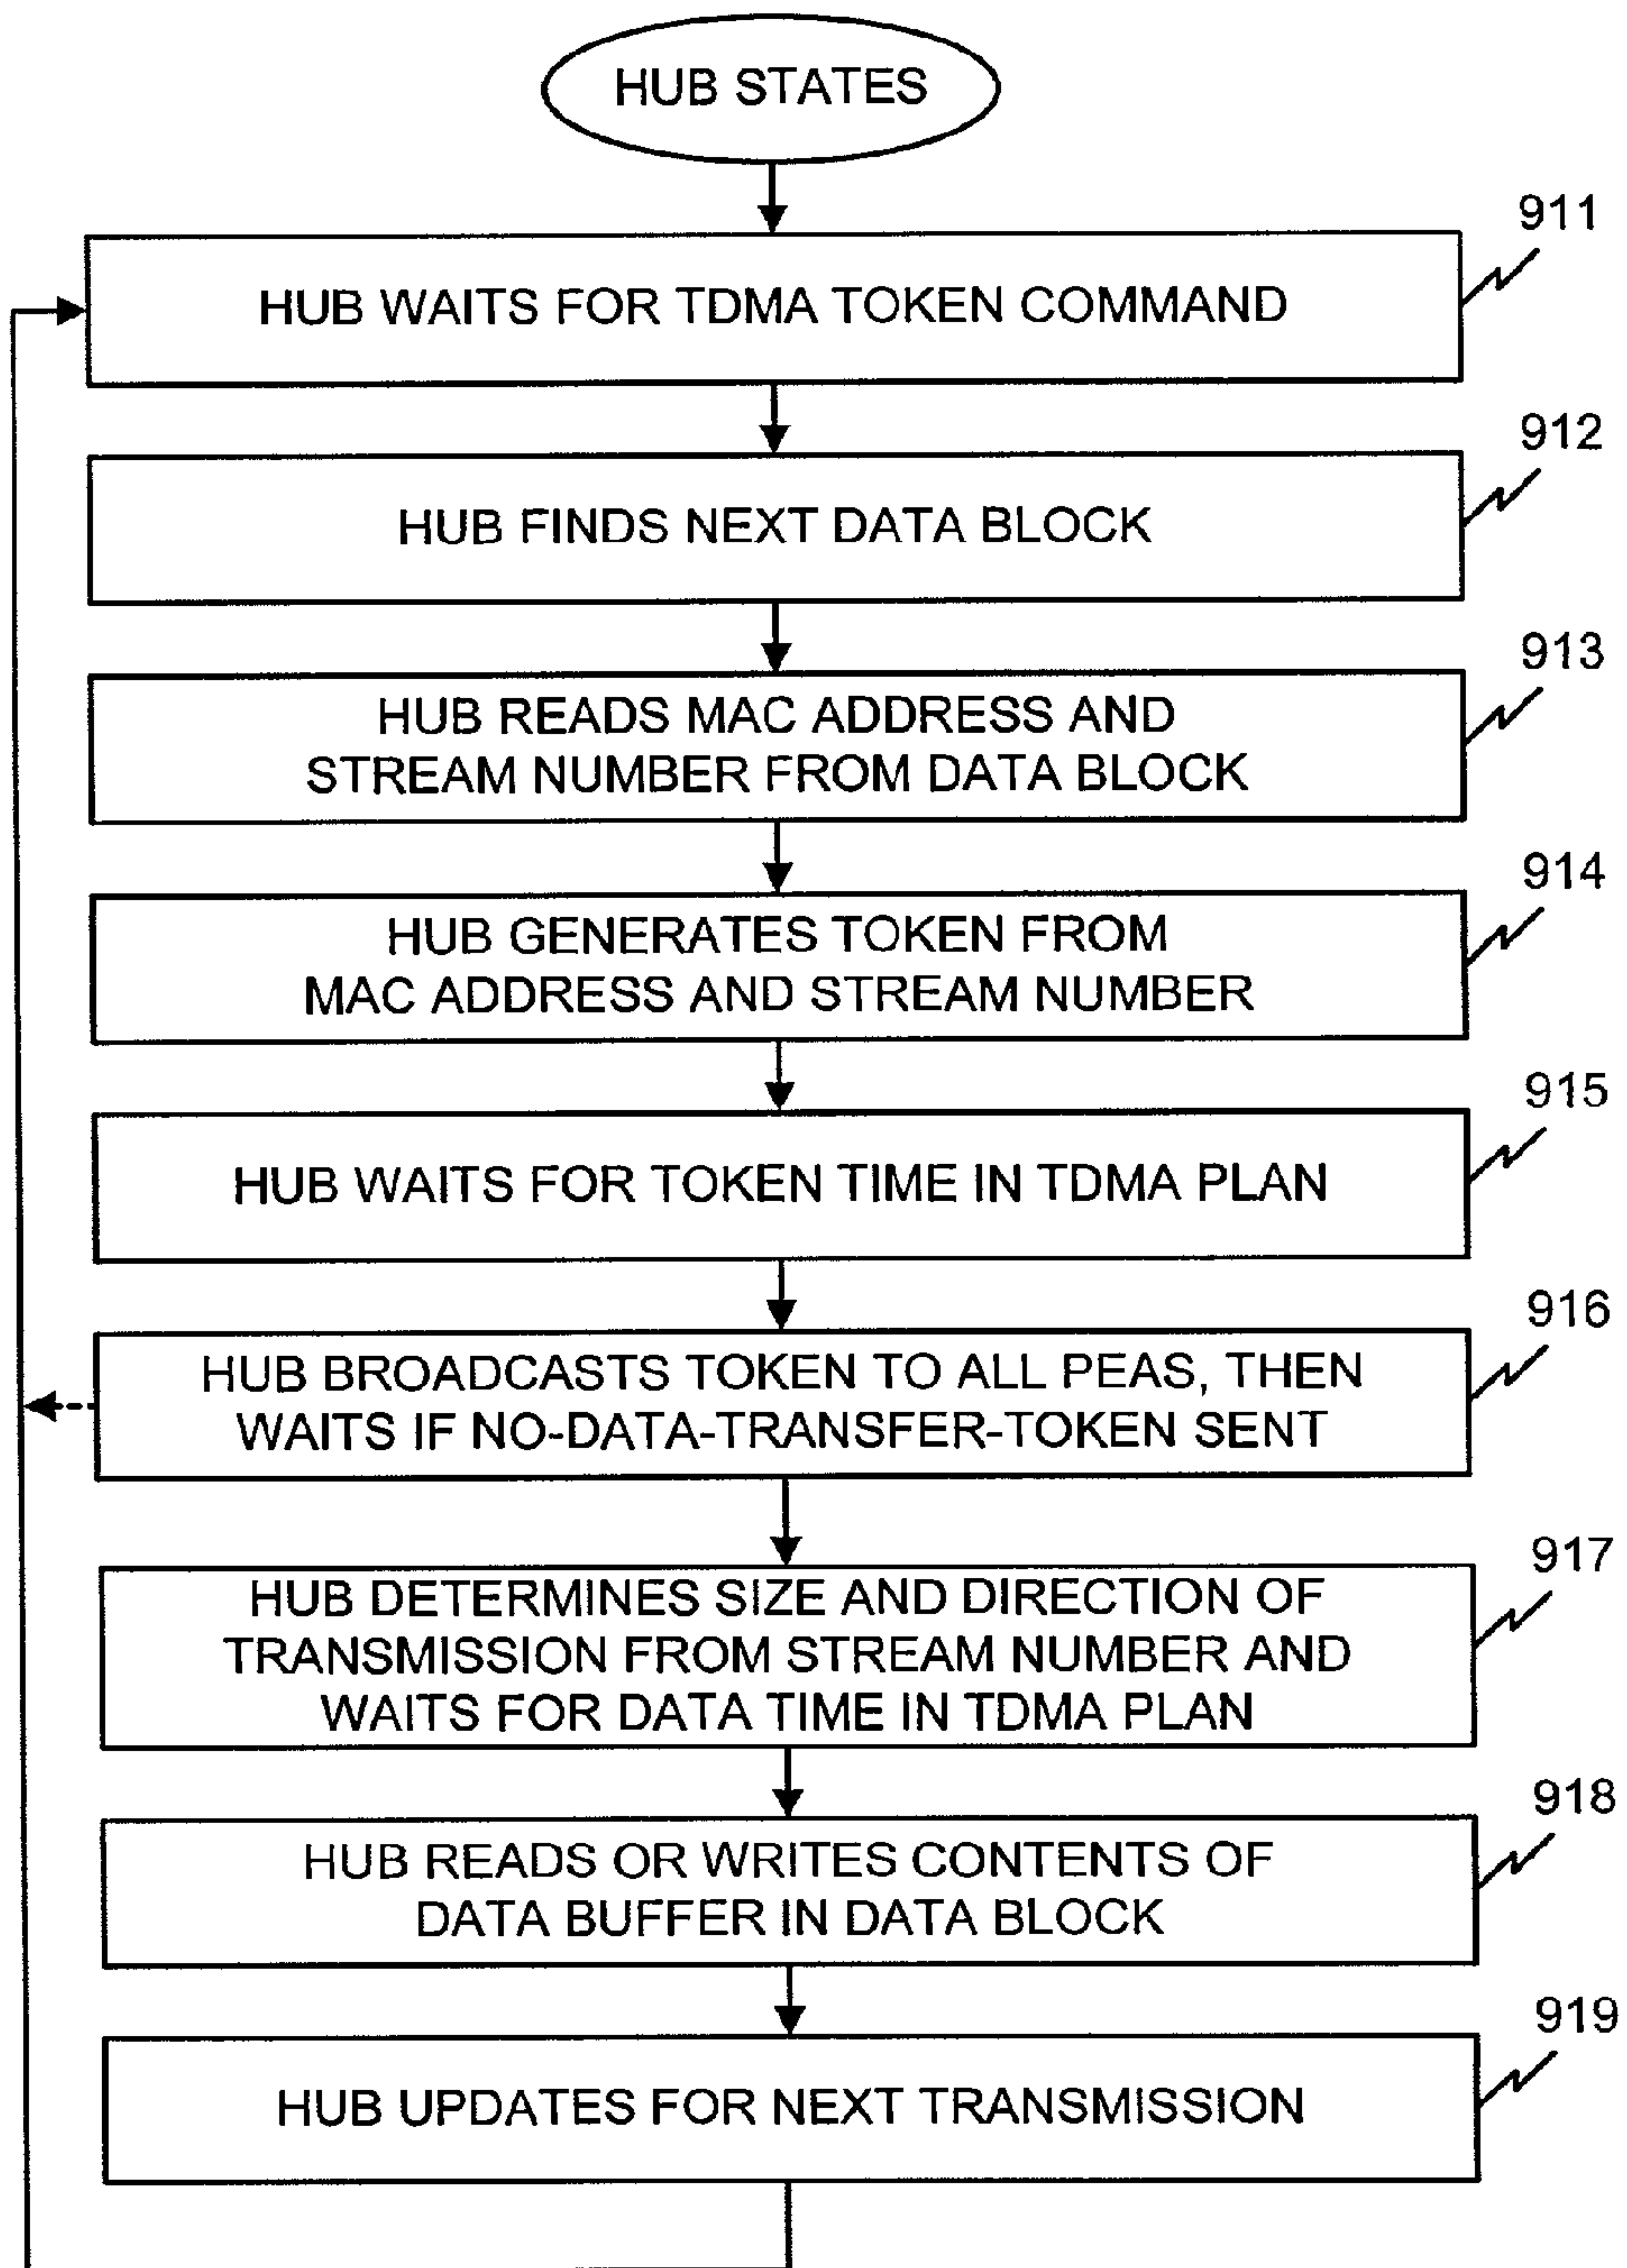 HUB STATES
911
HUB WAITS FOR TDMA TOKEN COMMAND
912
HUB FINDS NEXT DATA BLOCK
913
HUB READS MAC ADDRESS AND
STREAM NUMBER FROM DATA BLOCK
914
HUB GENERATES TOKEN FROM
MAC ADDRESS AND STREAM NUMBER
915
HUB WAITS FOR TOKEN TIME IN TDMA PLAN
916
HUB BROADCASTS TOKEN TO ALL PEAS, THEN
WAITS IF NO-DATA-TRANSFER-TOKEN SENT
917
HUB DETERMINES SIZE AND DIRECTION OF
TRANSMISSION FROM STREAM NUMBER AND
WAITS FOR DATA TIME IN TDMA PLAN
918
HUB READS OR WRITES CONTENTS OF
DATA BUFFER IN DATA BLOCK
919
HUB UPDATES FOR NEXT TRANSMISSION